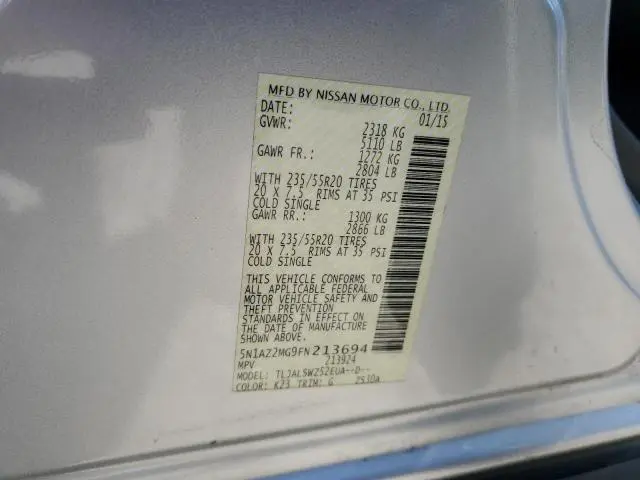 MFD BY NISSAN MOTOR CO., LTD.
DATE: 01/15
GVWR: 2318 KG
5110 LB
GAWR FR.: 1272 KG
2804 LB
WITH 235/55R20 TIRES
20 X 7.5 RIMS AT 35 PSI
COLD SINGLE
GAWR RR.: 1300 KG
2866 LB
WITH 235/55R20 TIRES
20 X 7.5 RIMS AT 35 PSI
COLD SINGLE
THIS VEHICLE CONFORMS TO
ALL APPLICABLE FEDERAL
MOTOR VEHICLE SAFETY AND
THEFT PREVENTION
STANDARDS IN EFFECT ON
THE DATE OF MANUFACTURE
SHOWN ABOVE.
5N1AZ2MG9FN213694
MPV 213924
MODEL: TLJALSWZ52EUA--D--
COLOR: K23 TRIM: G Z530a